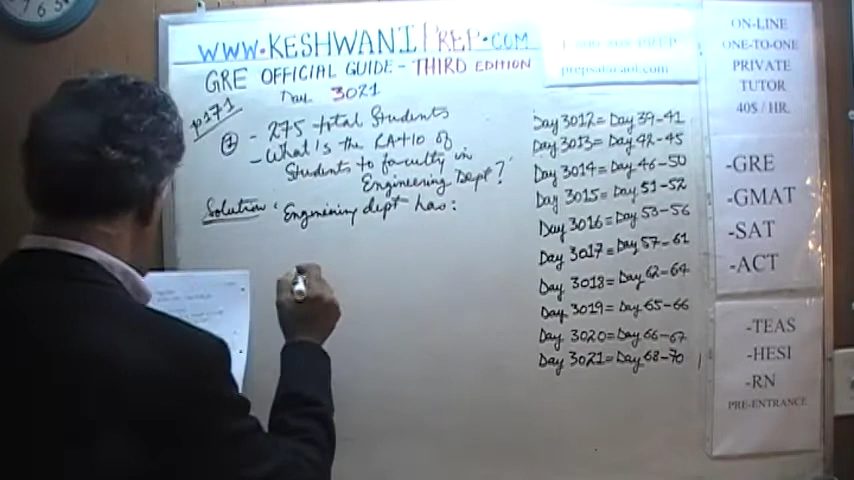 WWW.KESHWANIPREP.COM
GRE OFFICIAL GUIDE - THIRD EDITION
Day 3021
p171
② - 275 total Students
- What is the RATIO of
Students to faculty in
Engineering Dept?
Solution: Engineering dept has:
prepsat@aol.com
Day 3012 = Day 39-41
Day 3013 = Day 42-45
Day 3014 = Day 46-50
Day 3015 = Day 51-52
Day 3016 = Day 53-56
Day 3017 = Day 57-61
Day 3018 = Day 62-64
Day 3019 = Day 65-66
Day 3020 = Day 66-67
Day 3021 = Day 68-70
ON-LINE
ONE-TO-ONE
PRIVATE
TUTOR
40$ / HR.
-GRE
-GMAT
-SAT
-ACT
-TEAS
-HESI
-RN
PRE-ENTRANCE